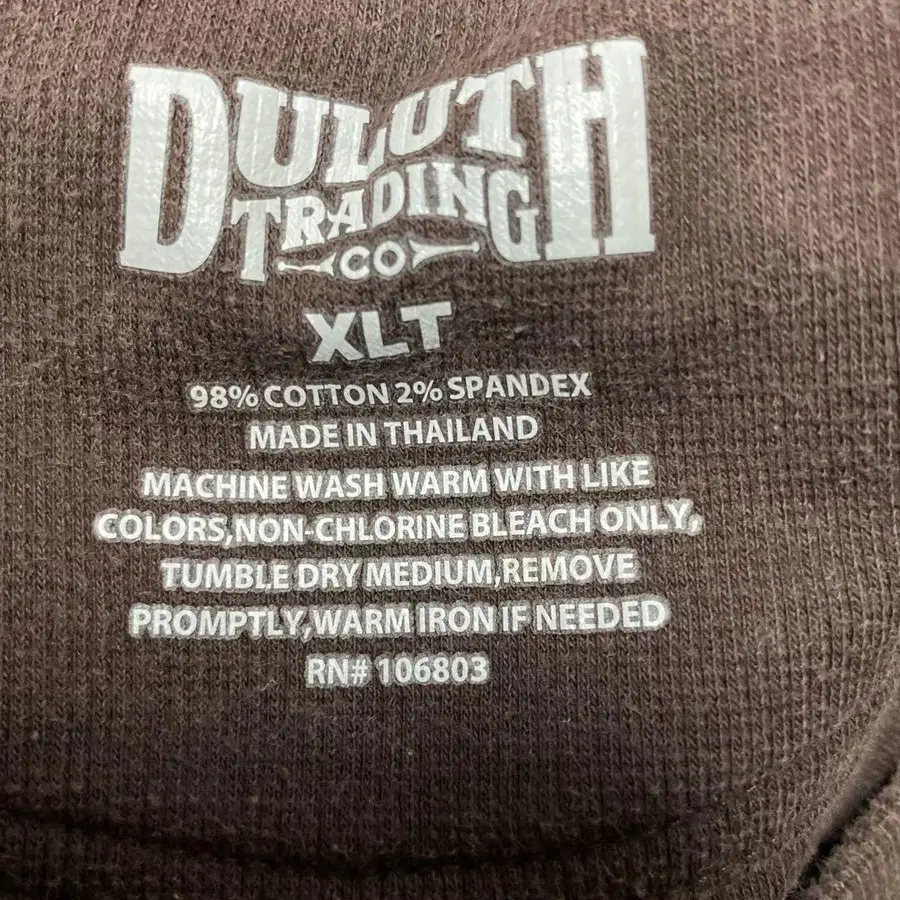 DULUTH
TRADING
CO
XLT
98% COTTON 2% SPANDEX
MADE IN THAILAND
MACHINE WASH WARM WITH LIKE
COLORS,NON-CHLORINE BLEACH ONLY,
TUMBLE DRY MEDIUM,REMOVE
PROMPTLY,WARM IRON IF NEEDED
RN# 106803